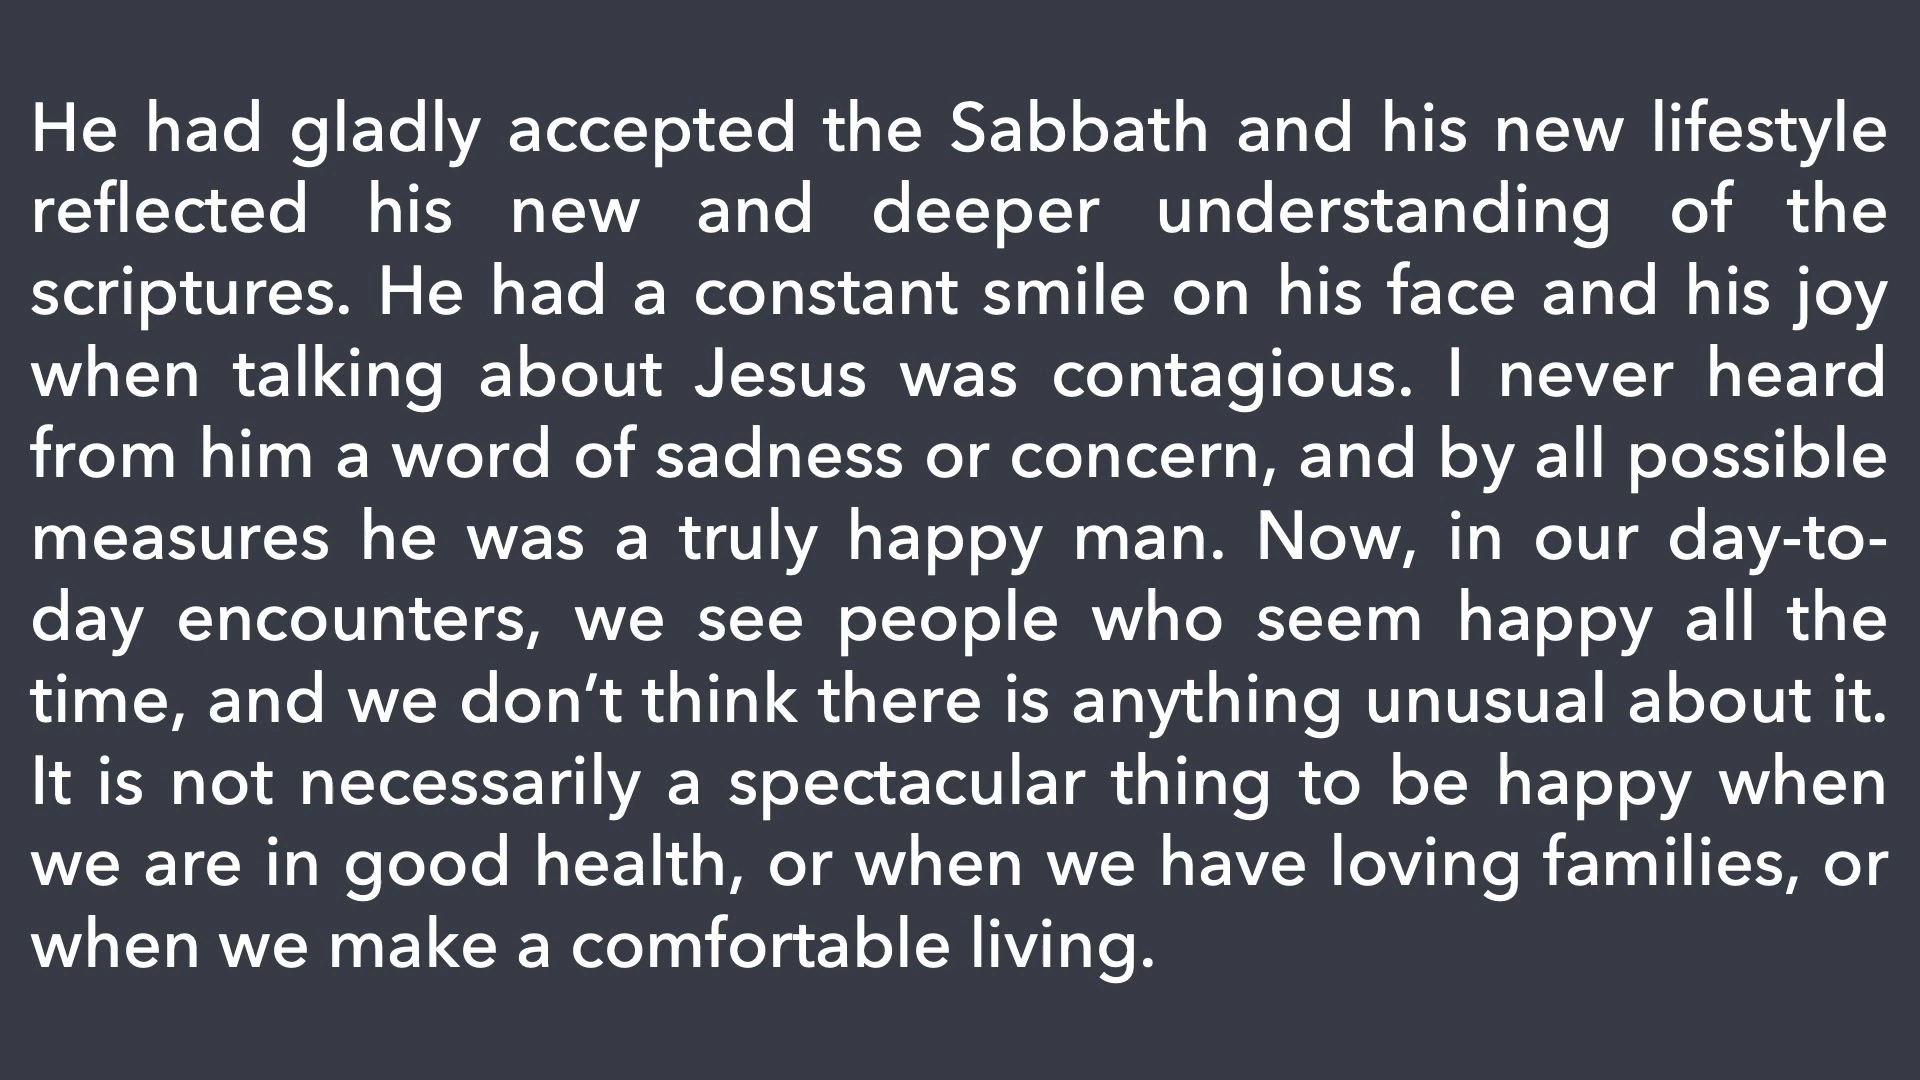 He had gladly accepted the Sabbath and his new lifestyle
reflected his new and deeper understanding of the
scriptures. He had a constant smile on his face and his joy
when talking about Jesus was contagious. I never heard
from him a word of sadness or concern, and by all possible
measures he was a truly happy man. Now, in our day-to-
day encounters, we see people who seem happy all the
time, and we don’t think there is anything unusual about it.
It is not necessarily a spectacular thing to be happy when
we are in good health, or when we have loving families, or
when we make a comfortable living.